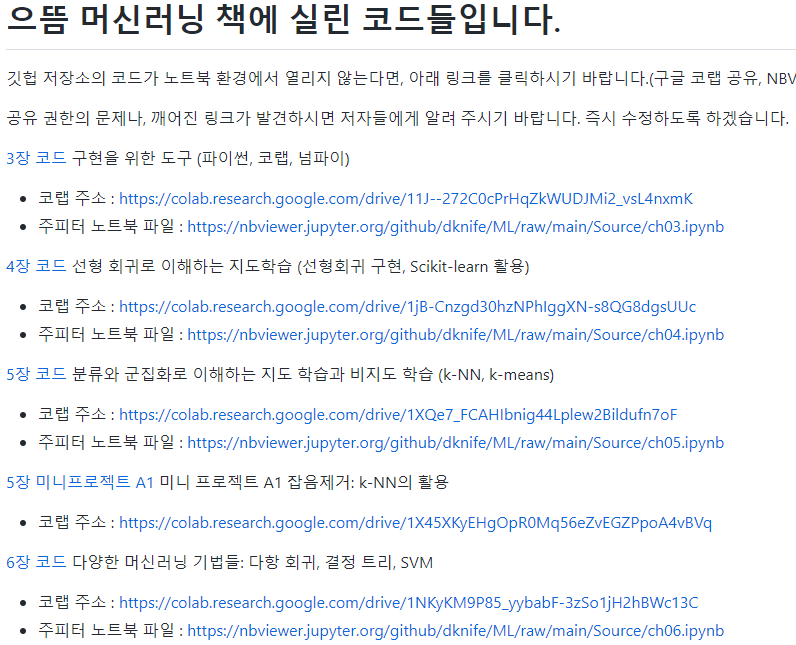 으뜸 머신러닝 책에 실린 코드들입니다.
깃헙 저장소의 코드가 노트북 환경에서 열리지 않는다면, 아래 링크를 클릭하시기 바랍니다.(구글 코랩 공유, NBV
공유 권한의 문제나, 깨어진 링크가 발견하시면 저자들에게 알려 주시기 바랍니다. 즉시 수정하도록 하겠습니다.
3장 코드 구현을 위한 도구 (파이썬, 코랩, 넘파이)
• 코랩 주소 : https://colab.research.google.com/drive/11J--272C0cPrHqZkWUDJMi2_vsL4nxmK
• 주피터 노트북 파일 : https://nbviewer.jupyter.org/github/dknife/ML/raw/main/Source/ch03.ipynb
4장 코드 선형 회귀로 이해하는 지도학습 (선형회귀 구현, Scikit-learn 활용)
• 코랩 주소 : https://colab.research.google.com/drive/1jB-Cnzgd30hzNPhIggXN-s8QG8dgsUUc
• 주피터 노트북 파일 : https://nbviewer.jupyter.org/github/dknife/ML/raw/main/Source/ch04.ipynb
5장 코드 분류와 군집화로 이해하는 지도 학습과 비지도 학습 (k-NN, k-means)
• 코랩 주소 : https://colab.research.google.com/drive/1XQe7_FCAHIbnig44Lplew2Bildufn7oF
• 주피터 노트북 파일 : https://nbviewer.jupyter.org/github/dknife/ML/raw/main/Source/ch05.ipynb
5장 미니프로젝트 A1 미니 프로젝트 A1 잡음제거: k-NN의 활용
• 코랩 주소 : https://colab.research.google.com/drive/1X45XKyEHgOpR0Mq56eZvEGZPpoA4vBVq
6장 코드 다양한 머신러닝 기법들: 다항 회귀, 결정 트리, SVM
• 코랩 주소 : https://colab.research.google.com/drive/1NKyKM9P85_yybabF-3zSo1jH2hBWc13C
• 주피터 노트북 파일 : https://nbviewer.jupyter.org/github/dknife/ML/raw/main/Source/ch06.ipynb